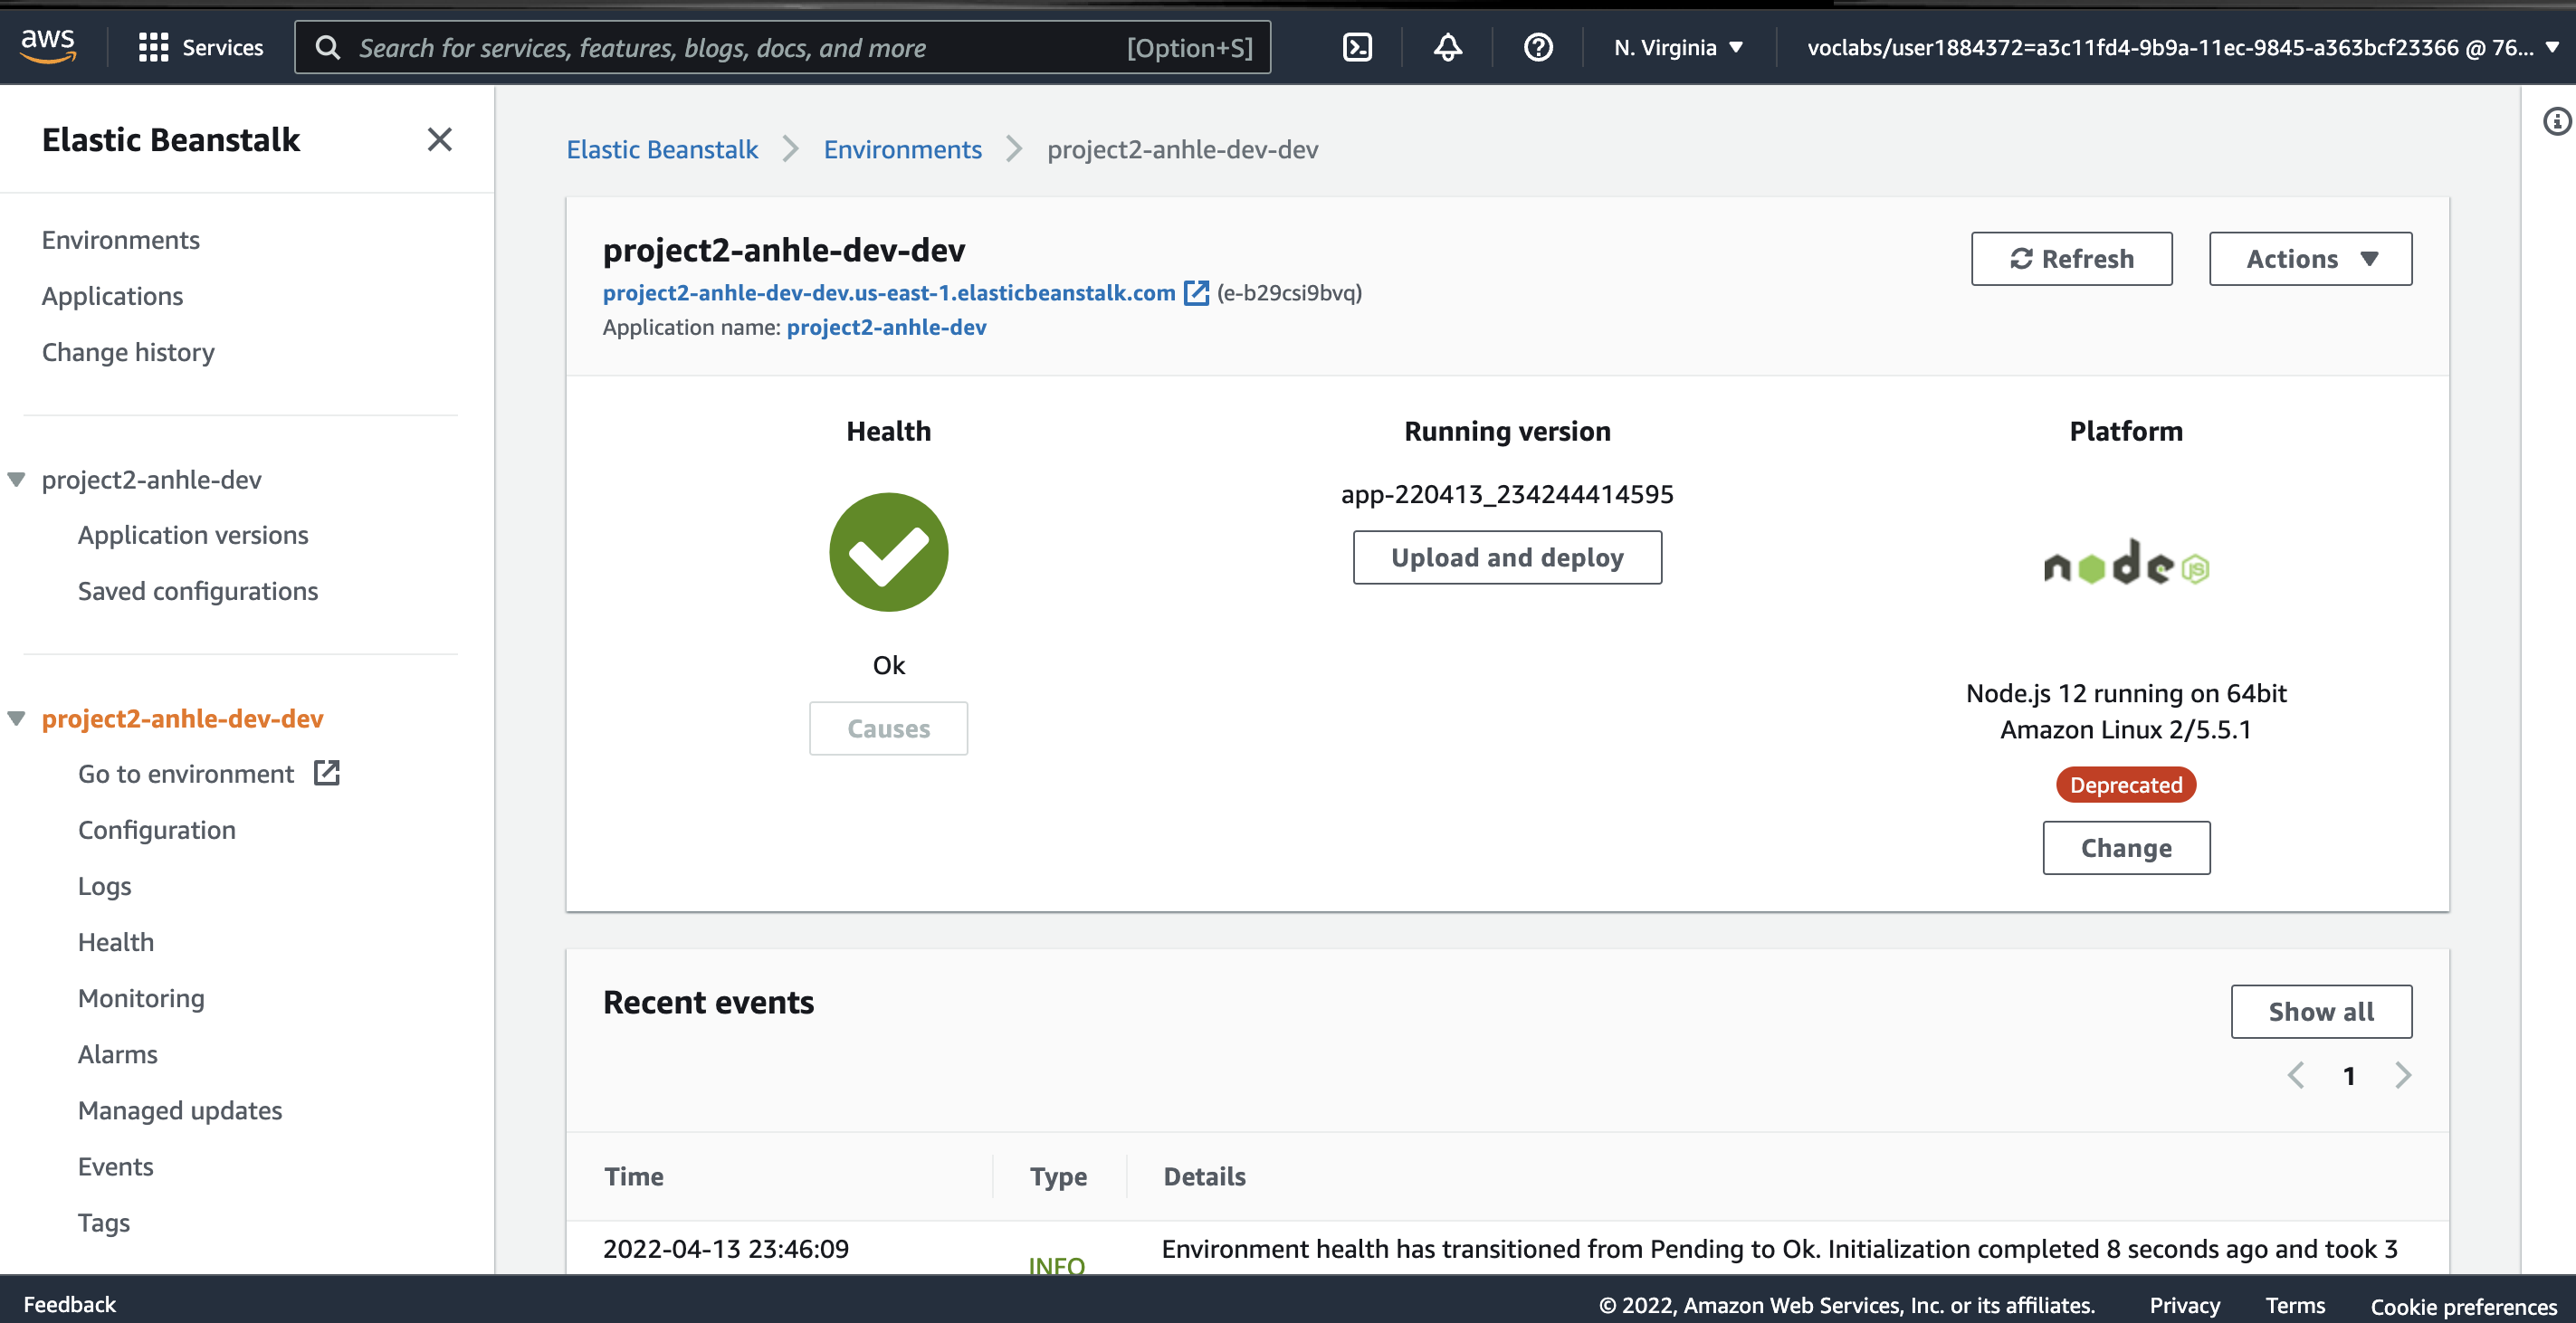 aws
Services
Search for services, features, blogs, docs, and more
[Option+S]
N. Virginia
voclabs/user1884372=a3c11fd4-9b9a-11ec-9845-a363bcf23366 @ 76...
Elastic Beanstalk
Environments
Applications
Change history
project2-anhle-dev
Application versions
Saved configurations
project2-anhle-dev-dev
Go to environment
Configuration
Logs
Health
Monitoring
Alarms
Managed updates
Events
Tags
Elastic Beanstalk
Environments
project2-anhle-dev-dev
project2-anhle-dev-dev
project2-anhle-dev-dev.us-east-1.elasticbeanstalk.com (e-b29csi9bvq)
Application name: project2-anhle-dev
Refresh
Actions
Health
Ok
Causes
Running version
app-220413_234244414595
Upload and deploy
Platform
node JS
Node.js 12 running on 64bit
Amazon Linux 2/5.5.1
Deprecated
Change
Recent events
Show all
1
Time
Type
Details
2022-04-13 23:46:09
INFO
Environment health has transitioned from Pending to Ok. Initialization completed 8 seconds ago and took 3
Feedback
© 2022, Amazon Web Services, Inc. or its affiliates.
Privacy
Terms
Cookie preferences